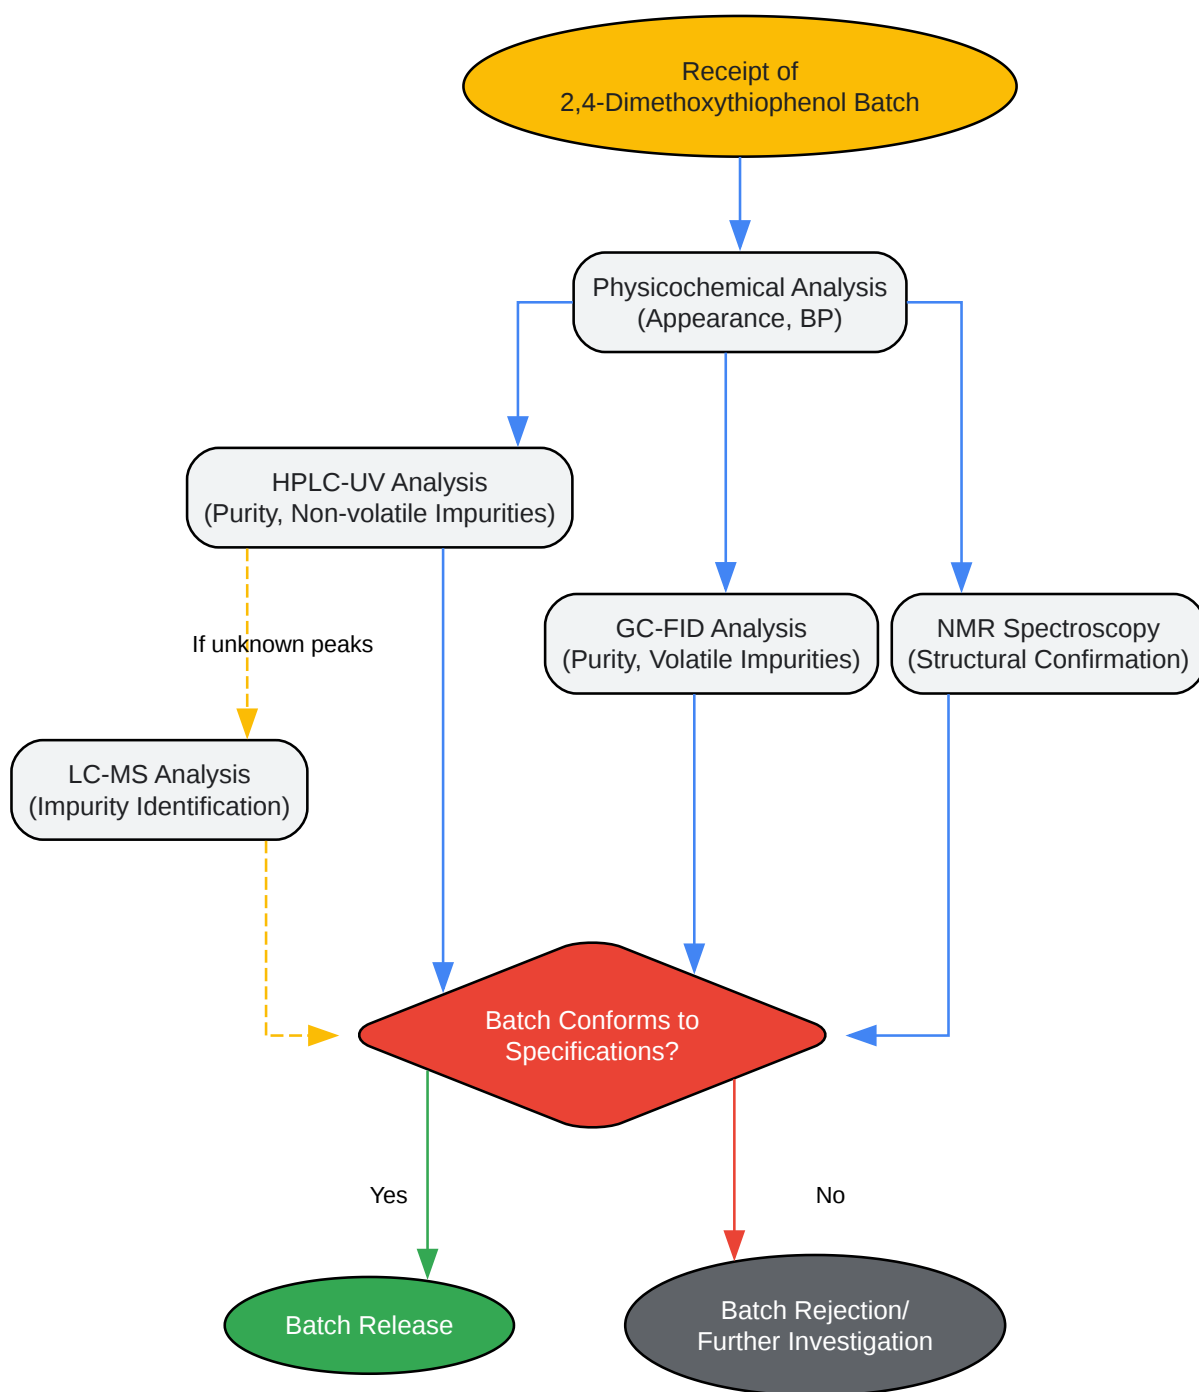 Receipt of
2,4-Dimethoxythiophenol Batch
Physicochemical Analysis
(Appearance, BP)
HPLC-UV Analysis
(Purity, Non-volatile Impurities)
GC-FID Analysis
(Purity, Volatile Impurities)
NMR Spectroscopy
(Structural Confirmation)
If unknown peaks
LC-MS Analysis
(Impurity Identification)
Batch Conforms to
Specifications?
Yes
No
Batch Release
Batch Rejection/
Further Investigation